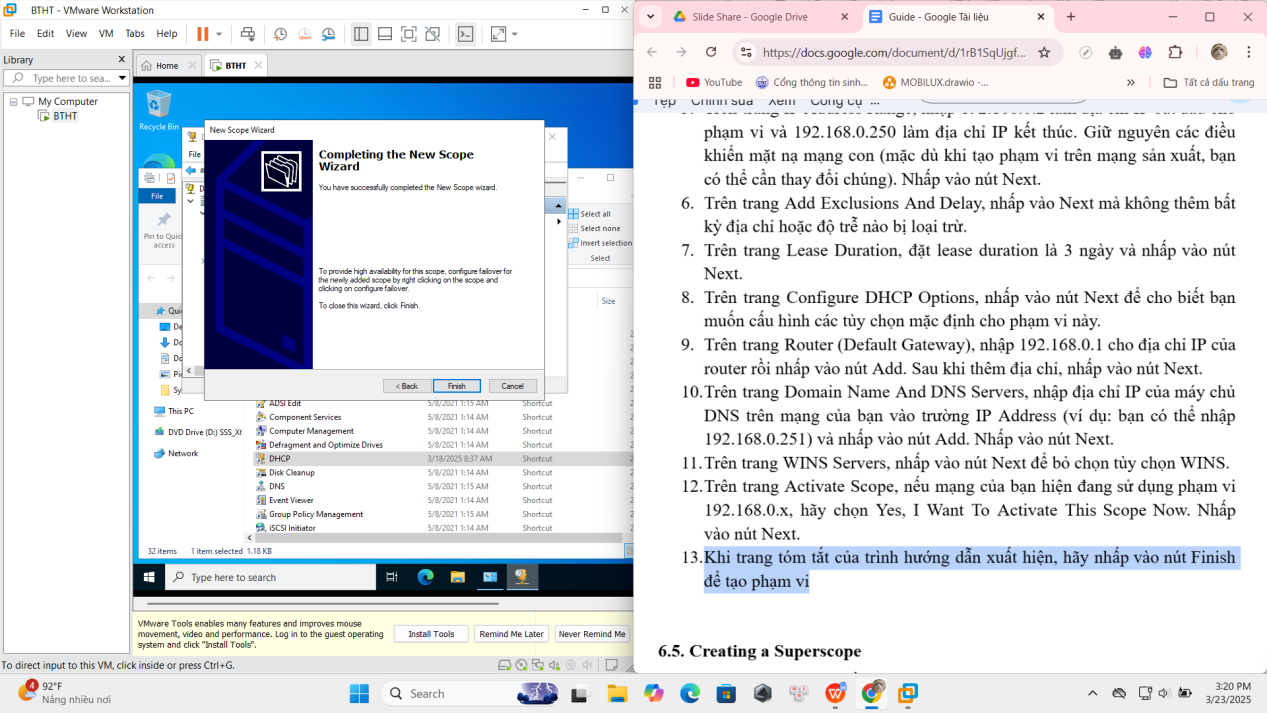 BTHT - VMware Workstation
File Edit View VM Tabs Help
Library
Type here to sea...
My Computer
BTHT
Home
BTHT
Recycle Bin
File
File
Pin to Quic
access
Quic
De
Do
Do
Pic
Sy
This PC
DVD Drive (D:) SSS_X6
Network
New Scope Wizard
Completing the New Scope
Wizard
You have successfully completed the New Scope wizard.
To provide high availability for this scope, configure failover for
the newly added scope by right clicking on the scope and
clicking on configure failover.
To close this wizard, click Finish.
< Back Finish Cancel
Select all
Select none
Invert selection
Select
Size
ADSI Edit 5/8/2021 1:15 AM Shortcut
Component Services 5/8/2021 1:14 AM Shortcut
Computer Management 5/8/2021 1:14 AM Shortcut
Defragment and Optimize Drives 5/8/2021 1:14 AM Shortcut
DHCP 3/18/2025 8:37 AM Shortcut
Disk Cleanup 5/8/2021 1:14 AM Shortcut
DNS 5/8/2021 1:15 AM Shortcut
Event Viewer 5/8/2021 1:14 AM Shortcut
Group Policy Management 5/8/2021 1:15 AM Shortcut
iSCSI Initiator 5/8/2021 1:14 AM Shortcut
32 items 1 item selected 1.18 KB
Type here to search
VMware Tools enables many features and improves mouse
movement, video and performance. Log in to the guest operating
system and click "Install Tools".
Install Tools Remind Me Later Never Remind Me
To direct input to this VM, click inside or press Ctrl+G.
Slide Share - Google Drive
Guide - Google Tài liệu
https://docs.google.com/document/d/1rB1SqUjgf...
YouTube
Cổng thông tin sinh...
MOBILUX.drawio -...
Tất cả dấu trang
Tệp Chỉnh sửa Xem Công cụ ...
phạm vi và 192.168.0.250 làm địa chỉ IP kết thúc. Giữ nguyên các điều
khiển mặt nạ mạng con (mặc dù khi tạo phạm vi trên mạng sản xuất, bạn
có thể cần thay đổi chúng). Nhấp vào nút Next.
6. Trên trang Add Exclusions And Delay, nhấp vào Next mà không thêm bất
kỳ địa chỉ hoặc độ trễ nào bị loại trừ.
7. Trên trang Lease Duration, đặt lease duration là 3 ngày và nhấp vào nút
Next.
8. Trên trang Configure DHCP Options, nhấp vào nút Next để cho biết bạn
muốn cấu hình các tùy chọn mặc định cho phạm vi này.
9. Trên trang Router (Default Gateway), nhập 192.168.0.1 cho địa chỉ IP của
router rồi nhấp vào nút Add. Sau khi thêm địa chỉ, nhấp vào nút Next.
10. Trên trang Domain Name And DNS Servers, nhập địa chỉ IP của máy chủ
DNS trên mạng của bạn vào trường IP Address (ví dụ: bạn có thể nhập
192.168.0.251) và nhấp vào nút Add. Nhấp vào nút Next.
11. Trên trang WINS Servers, nhấp vào nút Next để bỏ chọn tùy chọn WINS.
12. Trên trang Activate Scope, nếu mạng của bạn hiện đang sử dụng phạm vi
192.168.0.x, hãy chọn Yes, I Want To Activate This Scope Now. Nhấp
vào nút Next.
13. Khi trang tóm tắt của trình hướng dẫn xuất hiện, hãy nhấp vào nút Finish
để tạo phạm vi
6.5. Creating a Superscope
4
92°F
Nắng nhiều nơi
Search
3:20 PM
3/23/2025